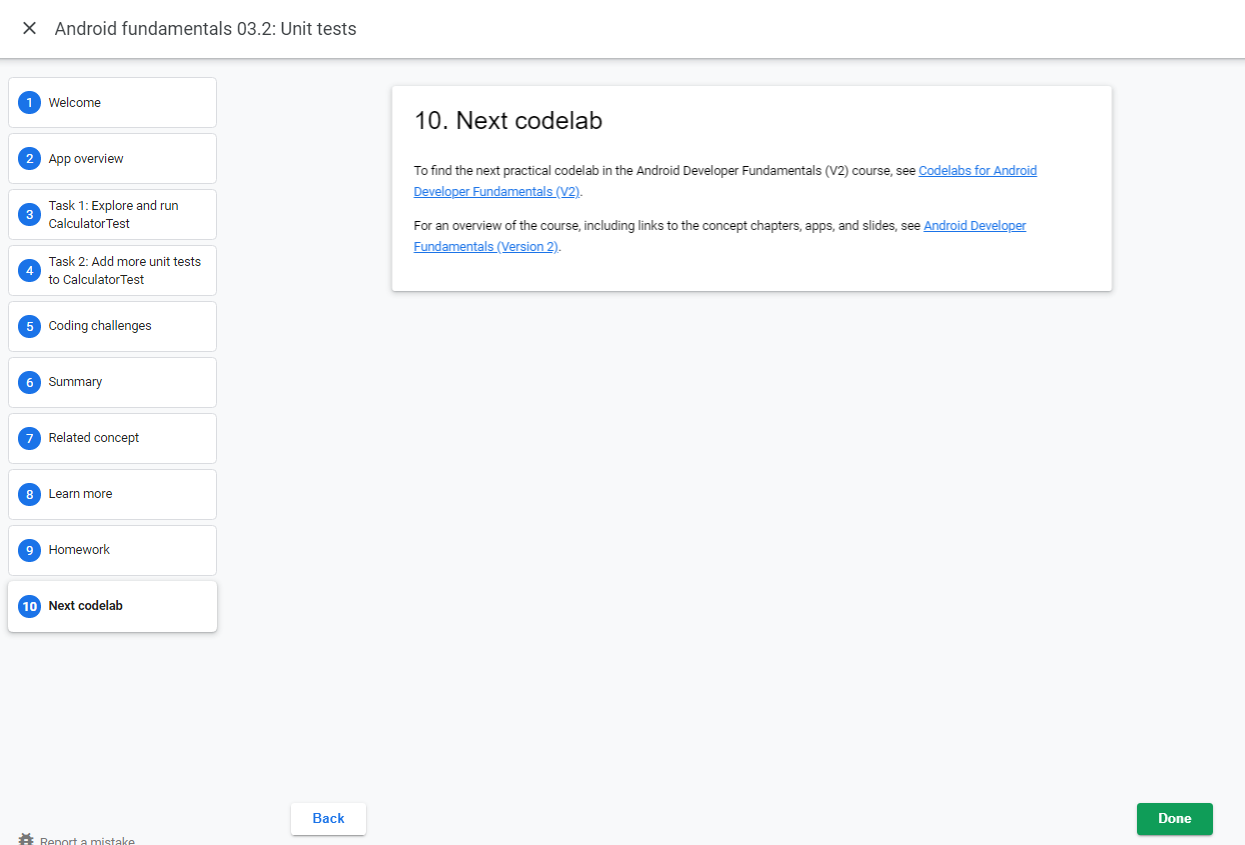 Android fundamentals 03.2: Unit tests
1 Welcome
2 App overview
3 Task 1: Explore and run
CalculatorTest
4 Task 2: Add more unit tests
to CalculatorTest
5 Coding challenges
6 Summary
7 Related concept
8 Learn more
9 Homework
10 Next codelab
10. Next codelab
To find the next practical codelab in the Android Developer Fundamentals (V2) course, see Codelabs for Android
Developer Fundamentals (V2).
For an overview of the course, including links to the concept chapters, apps, and slides, see Android Developer
Fundamentals (Version 2).
Back
Done
Report a mistake